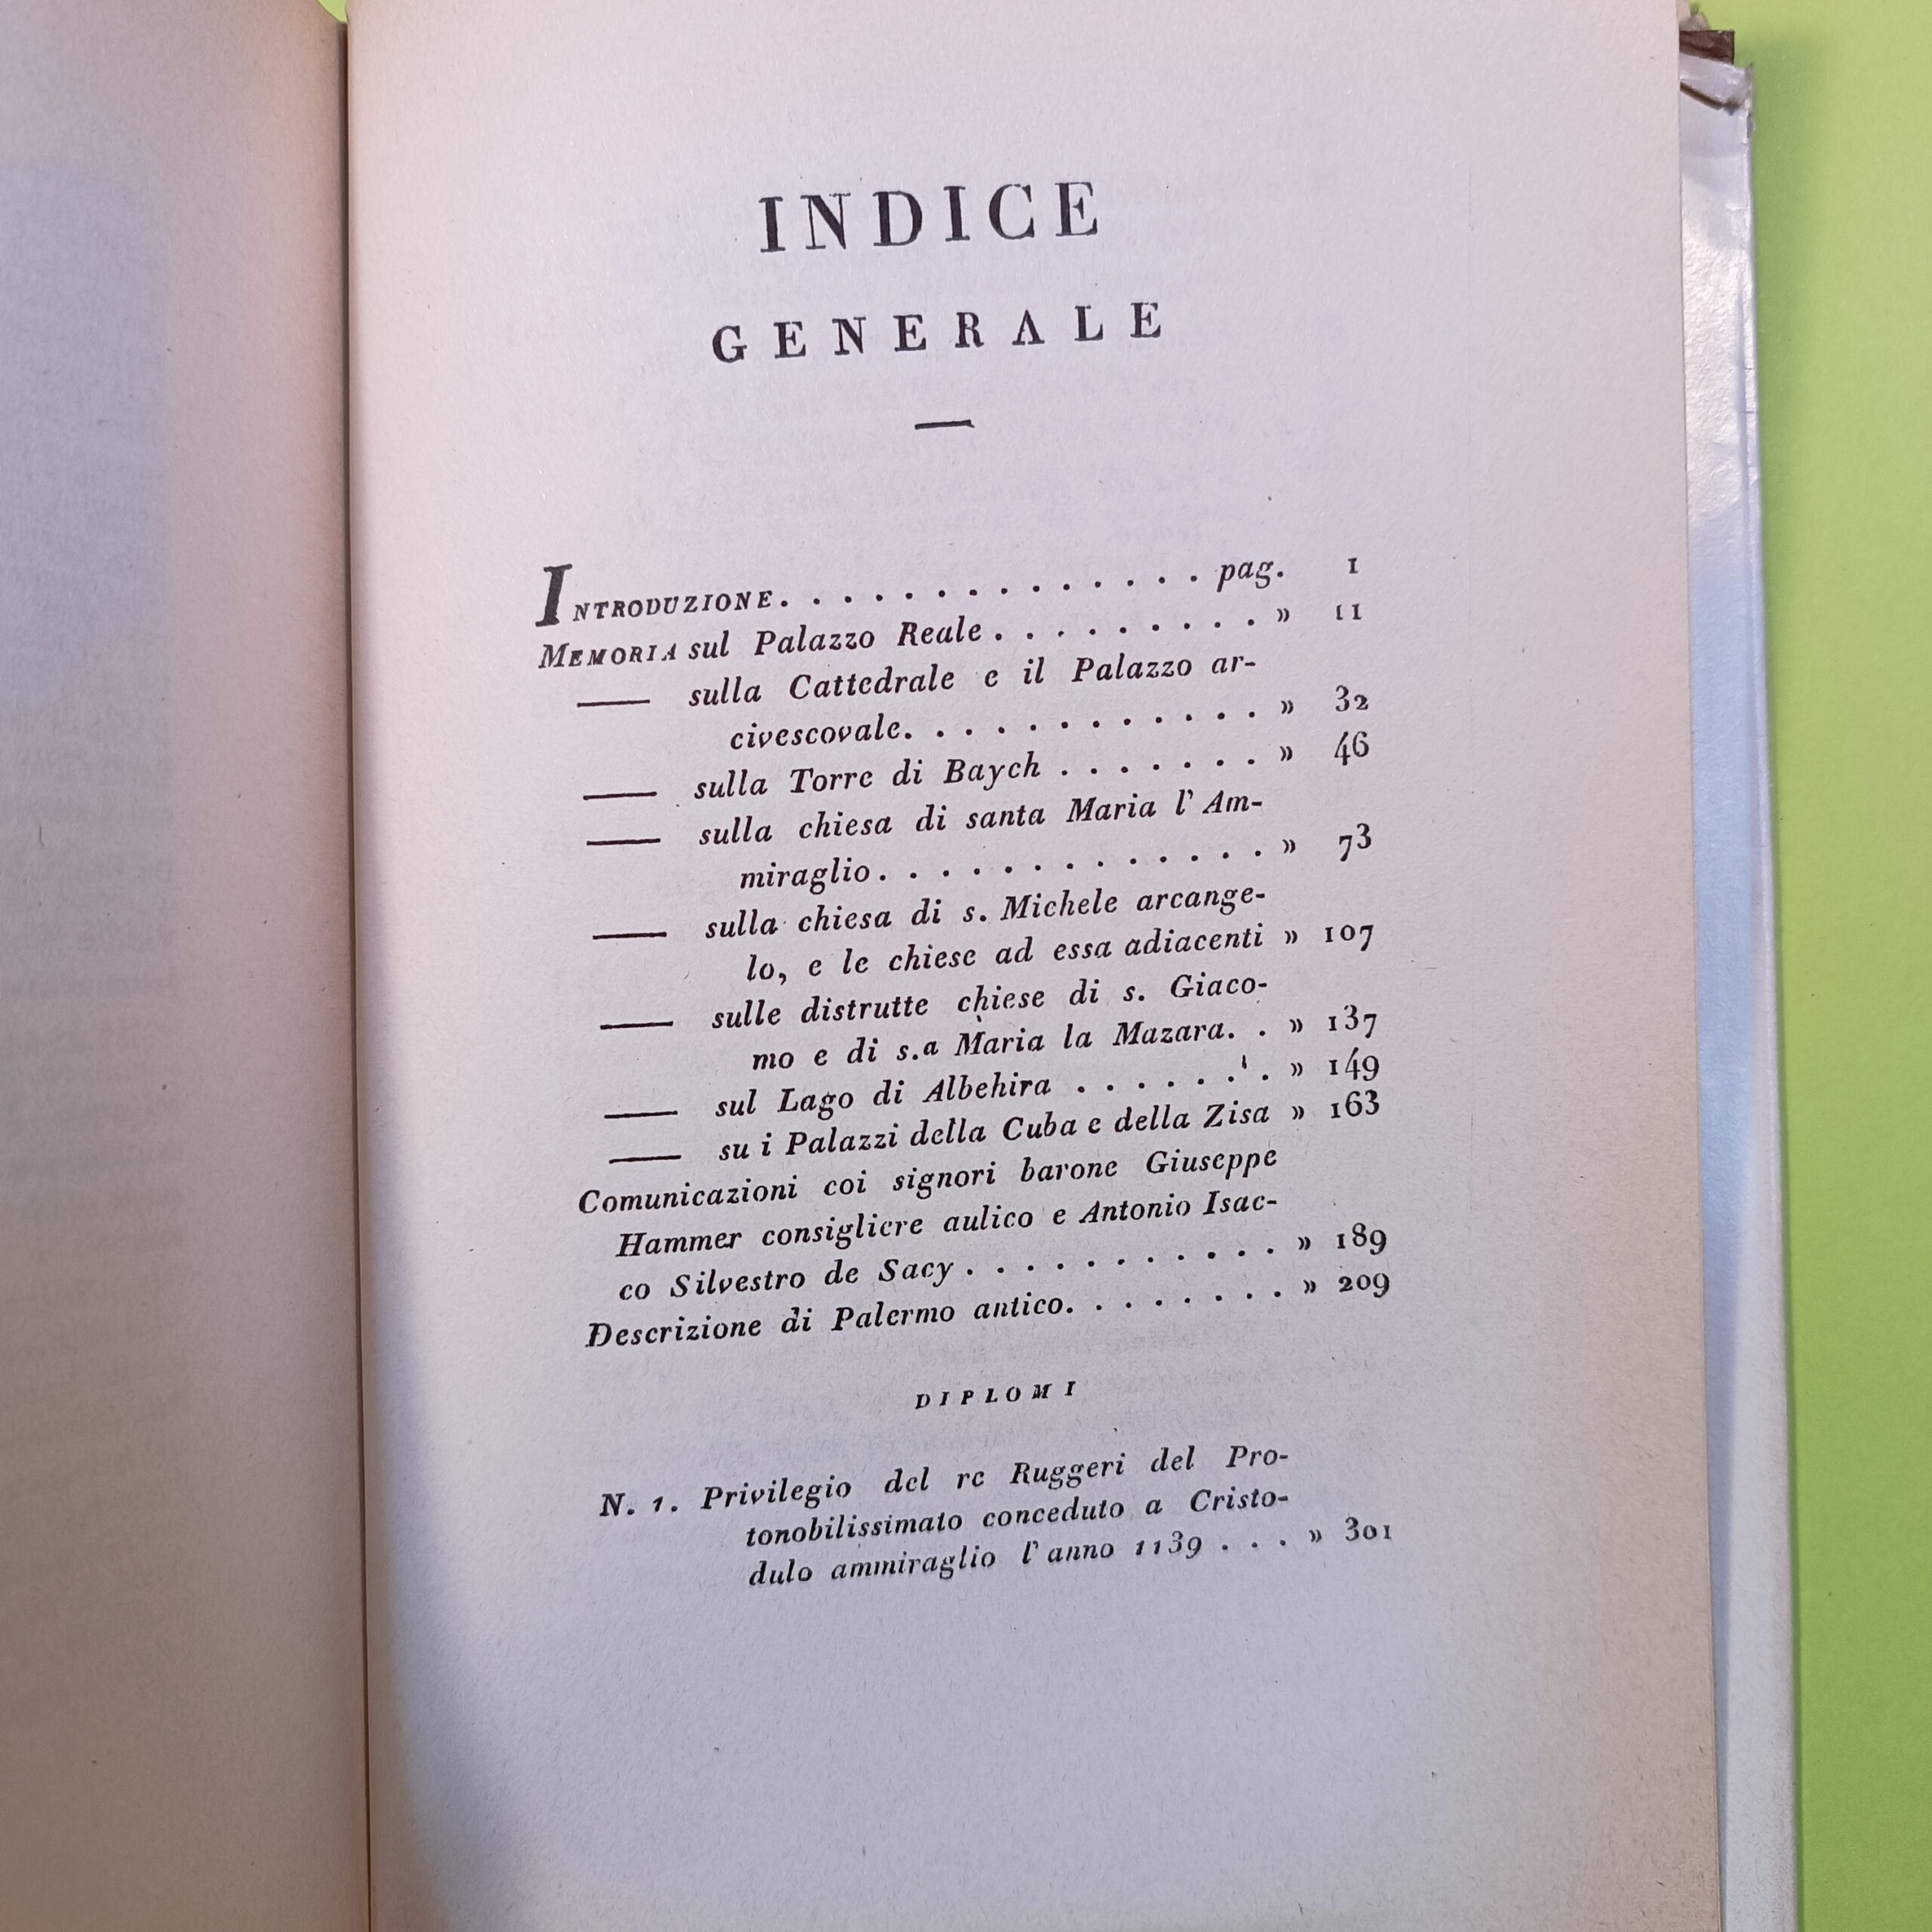 INDICE
GENERALE
INTRODUZIONE. . . . . . . . . . . . . . pag. 1
MEMORIA sul Palazzo Reale . . . . . . . . . » 11
—— sulla Cattedrale e il Palazzo ar-
civescovale. . . . . . . . . . . . » 32
—— sulla Torre di Baych . . . . . . . » 46
—— sulla chiesa di santa Maria l' Am-
miraglio. . . . . . . . . . . . . » 73
—— sulla chiesa di s. Michele arcange-
lo, e le chiese ad essa adiacenti » 107
—— sulle distrutte chiese di s. Giaco-
mo e di s.a Maria la Mazara. . » 137
—— sul Lago di Albehira . . . . . . . » 149
—— su i Palazzi della Cuba e della Zisa » 163
Comunicazioni coi signori barone Giuseppe
Hammer consigliere aulico e Antonio Isac-
co Silvestro de Sacy . . . . . . . . . . . » 189
Descrizione di Palermo antico. . . . . . . . » 209
DIPLOMI
N. 1. Privilegio del re Ruggeri del Pro-
tonobilissimato conceduto a Cristo-
dulo ammiraglio l' anno 1139 . . . » 301